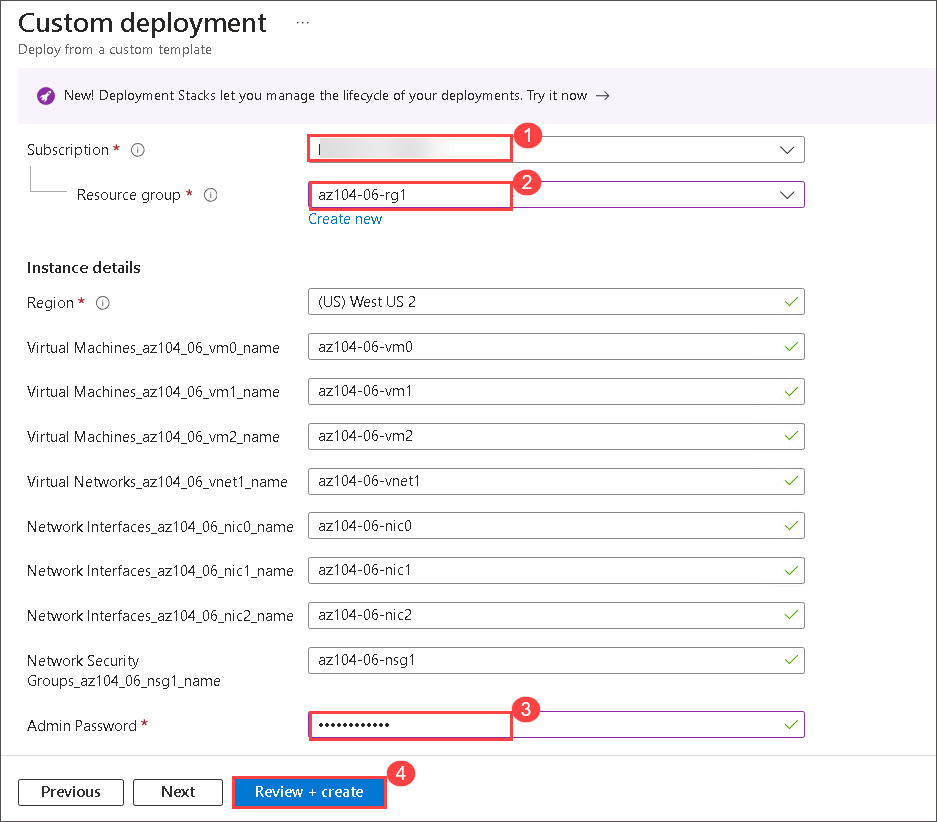 Custom deployment ...
Deploy from a custom template
New! Deployment Stacks let you manage the lifecycle of your deployments. Try it now →
Subscription * 1
Resource group * az104-06-rg1 2
Create new
Instance details
Region * (US) West US 2
Virtual Machines_az104_06_vm0_name az104-06-vm0
Virtual Machines_az104_06_vm1_name az104-06-vm1
Virtual Machines_az104_06_vm2_name az104-06-vm2
Virtual Networks_az104_06_vnet1_name az104-06-vnet1
Network Interfaces_az104_06_nic0_name az104-06-nic0
Network Interfaces_az104_06_nic1_name az104-06-nic1
Network Interfaces_az104_06_nic2_name az104-06-nic2
Network Security az104-06-nsg1
Groups_az104_06_nsg1_name
Admin Password * •••••••••••• 3
Previous Next Review + create 4